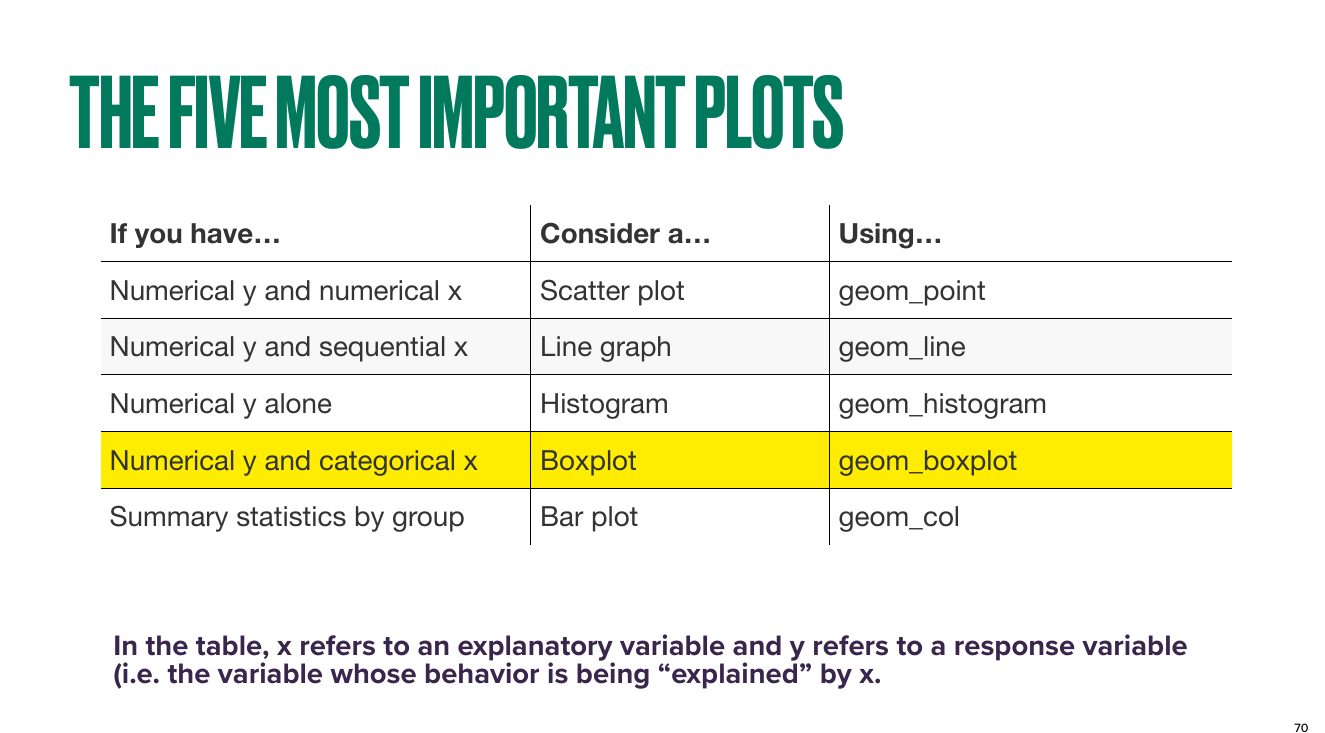 THE FIVE MOST IMPORTANT PLOTS
If you have… Consider a… Using…
Numerical y and numerical x Scatter plot geom_point
Numerical y and sequential x Line graph geom_line
Numerical y alone Histogram geom_histogram
Numerical y and categorical x Boxplot geom_boxplot
Summary statistics by group Bar plot geom_col
In the table, x refers to an explanatory variable and y refers to a response variable
(i.e. the variable whose behavior is being “explained” by x.
70